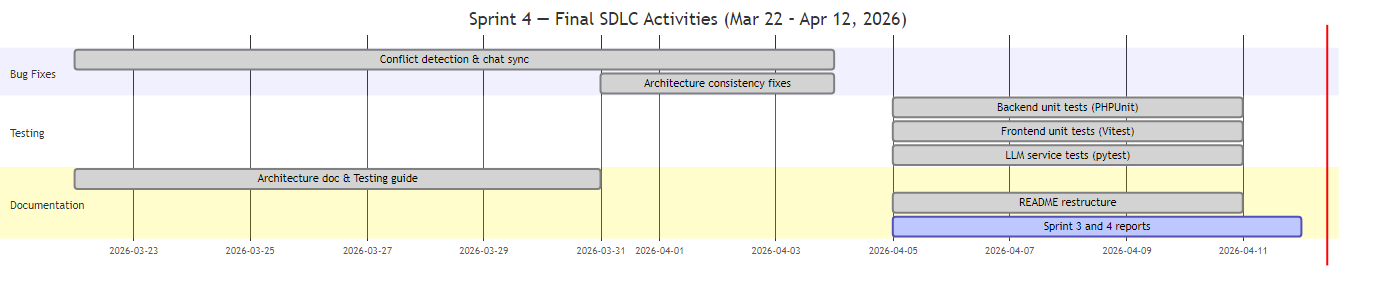 Sprint 4 — Final SDLC Activities (Mar 22 - Apr 12, 2026)
Bug Fixes
Conflict detection & chat sync
Architecture consistency fixes
Testing
Backend unit tests (PHPUnit)
Frontend unit tests (Vitest)
LLM service tests (pytest)
Documentation
Architecture doc & Testing guide
README restructure
Sprint 3 and 4 reports
2026-03-23 2026-03-25 2026-03-27 2026-03-29 2026-03-31 2026-04-01 2026-04-03 2026-04-05 2026-04-07 2026-04-09 2026-04-11